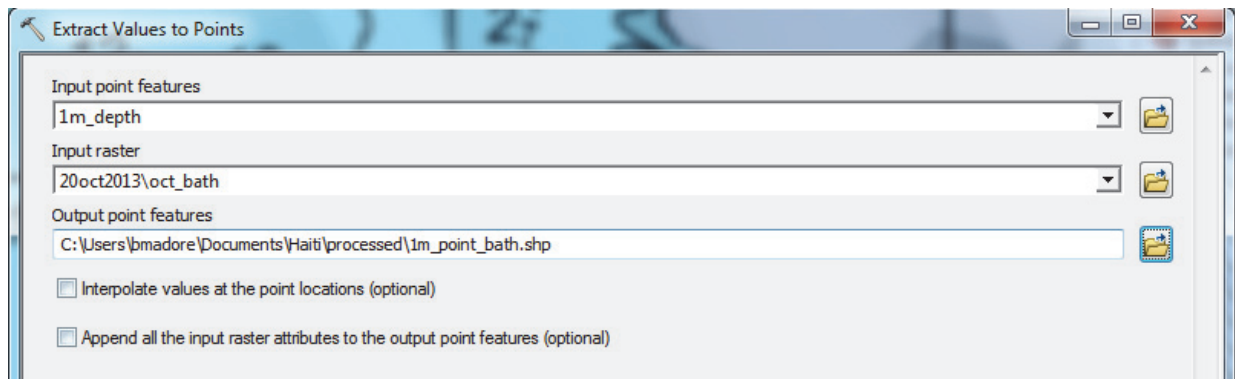 Extract Values to Points
Input point features
1m_depth
Input raster
20oct2013\oct_bath
Output point features
C:\Users\bmadore\Documents\Haiti\processed\1m_point_bath.shp
Interpolate values at the point locations (optional)
Append all the input raster attributes to the output point features (optional)